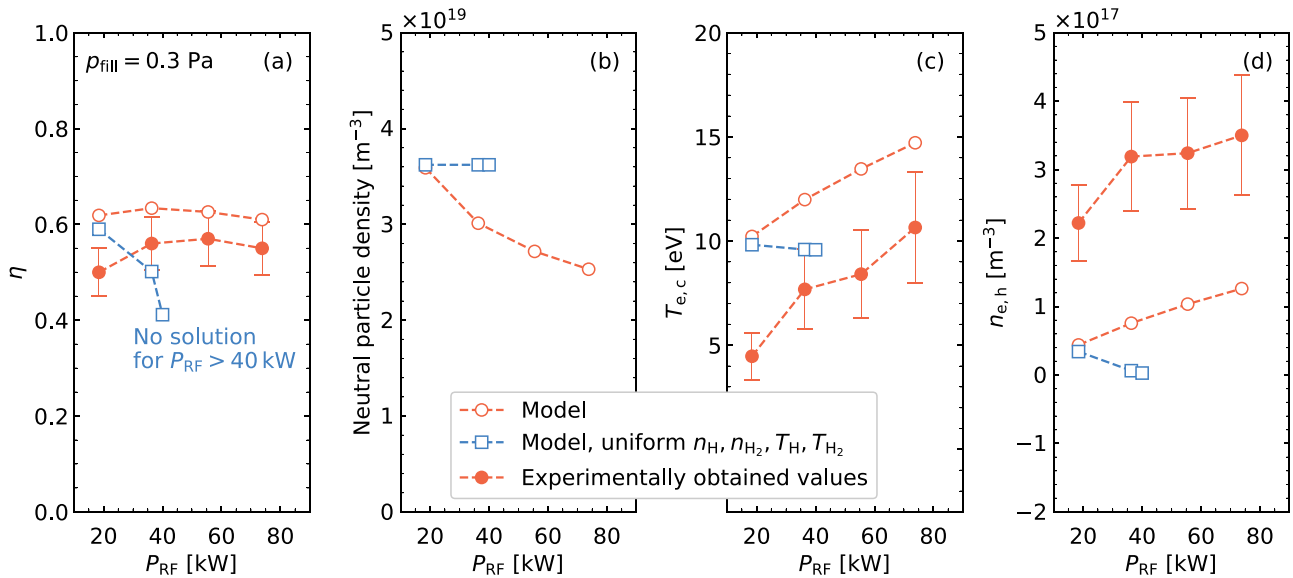 p_fill = 0.3 Pa
(a)
1.0
0.8
0.6
0.4
0.2
0.0
η
No solution
for P_RF > 40 kW
20 40 60 80
P_RF [kW]
×10^19
(b)
5
4
3
2
1
0
Neutral particle density [m^−3]
20 40 60 80
P_RF [kW]
(c)
20
15
10
5
T_e,c [eV]
20 40 60 80
P_RF [kW]
×10^17
(d)
5
4
3
2
1
0
−1
−2
n_e,h [m^−3]
20 40 60 80
P_RF [kW]
Model
Model, uniform n_H, n_H₂, T_H, T_H₂
Experimentally obtained values